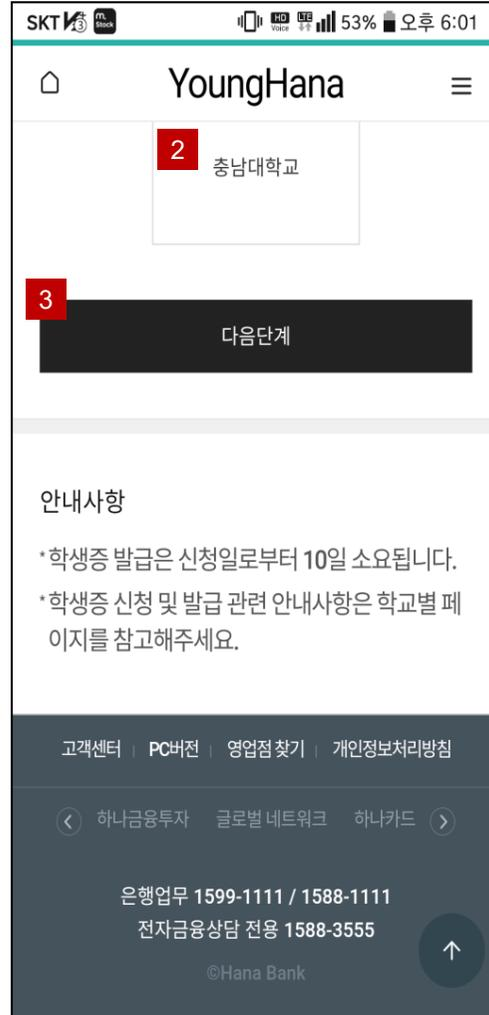 SKT m.Stock HD Voice LTE 53% 오후 6:01
YoungHana
2
충남대학교
3
다음단계
안내사항
*학생증 발급은 신청일로부터 10일 소요됩니다.
*학생증 신청 및 발급 관련 안내사항은 학교별 페
이지를 참고해주세요.
고객센터 | PC버전 | 영업점 찾기 | 개인정보처리방침
하나금융투자 글로벌 네트워크 하나카드
은행업무 1599-1111 / 1588-1111
전자금융상담 전용 1588-3555
©Hana Bank